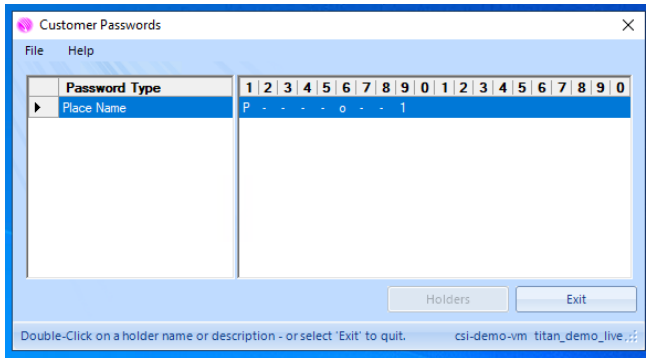 Customer Passwords
File Help
Password Type 1 2 3 4 5 6 7 8 9 0 1 2 3 4 5 6 7 8 9 0
Place Name P - - - - o - - 1
Holders Exit
Double-Click on a holder name or description - or select 'Exit' to quit. csi-demo-vm titan_demo_live